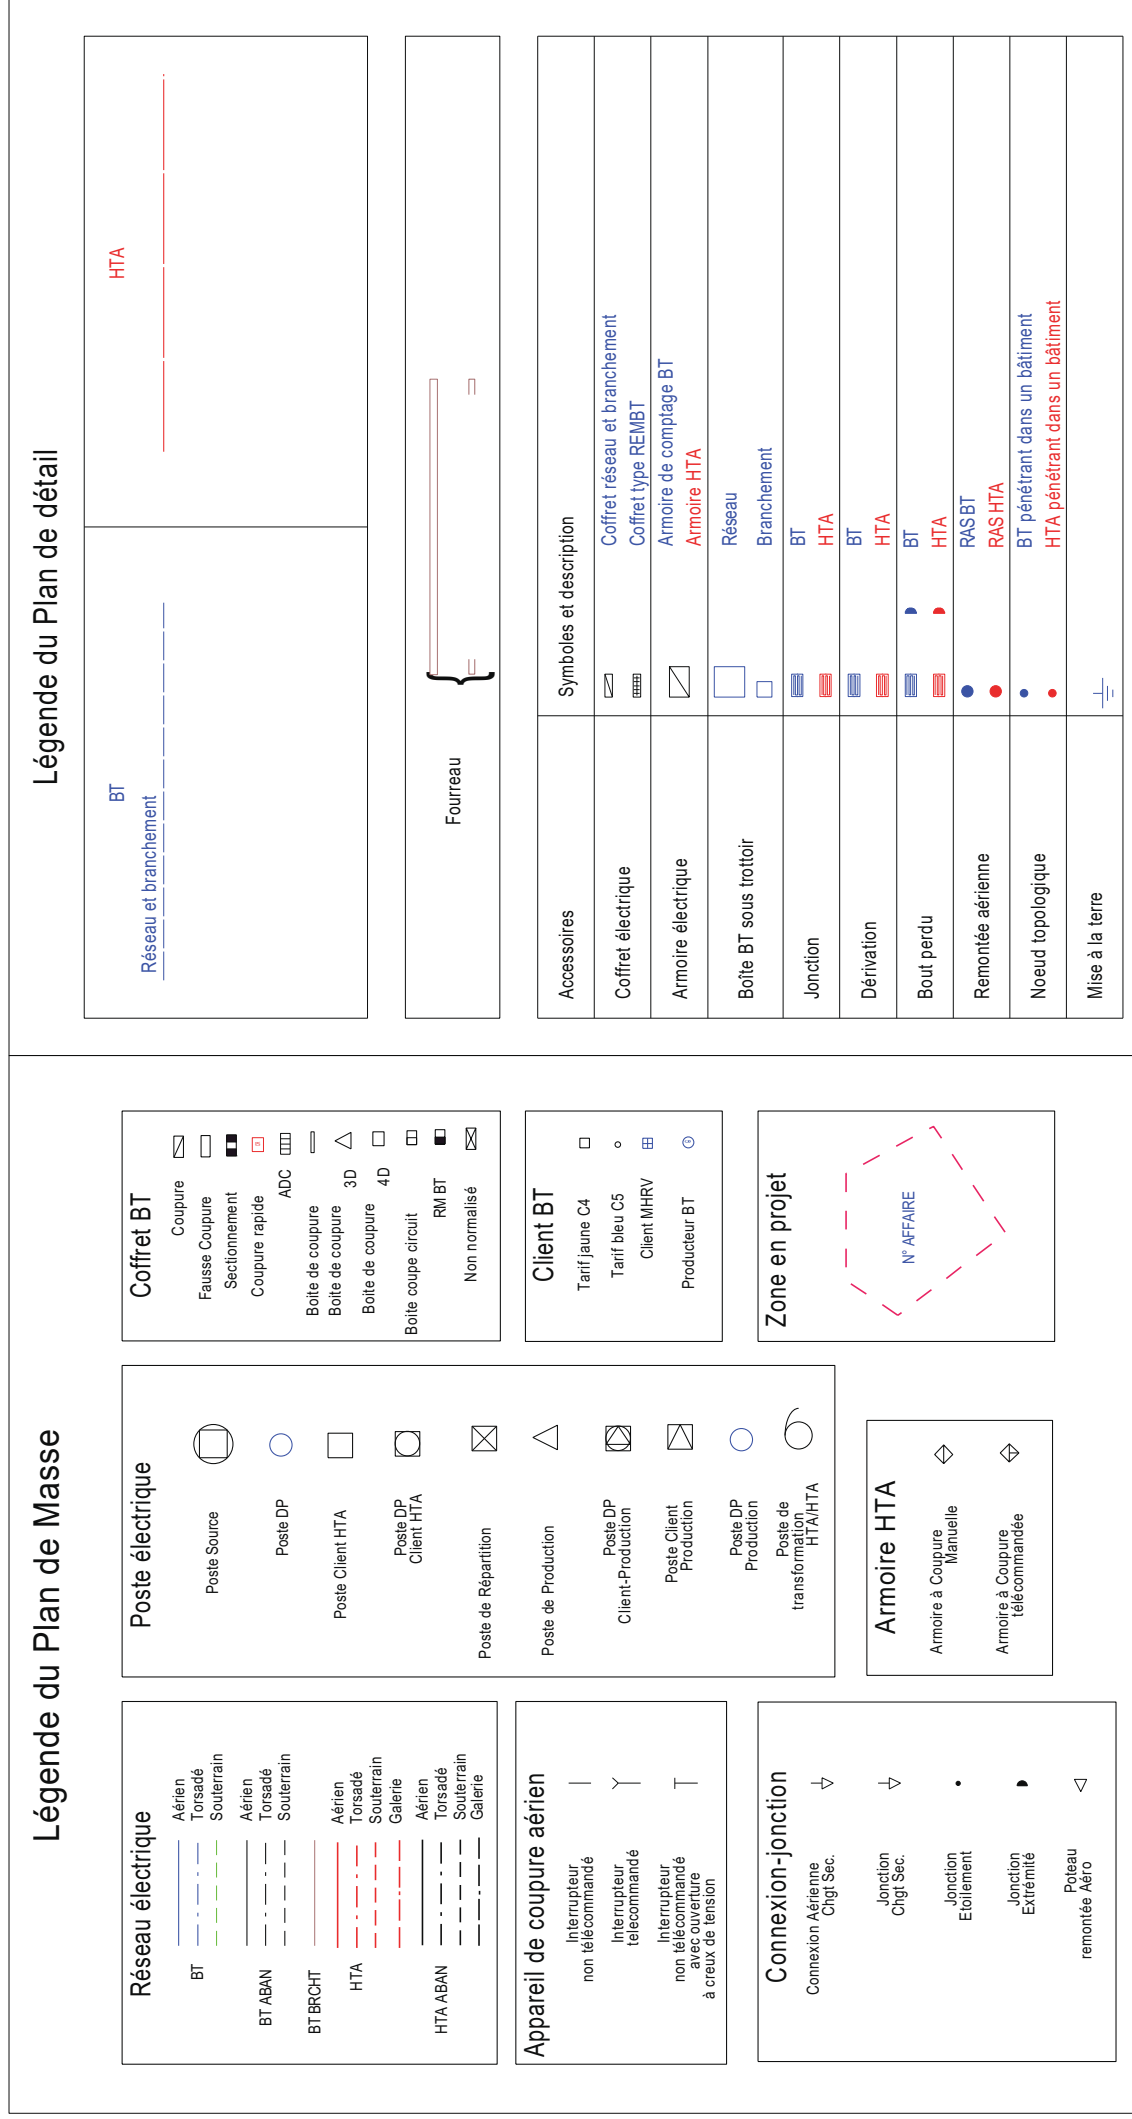 Légende du Plan de Masse
Réseau électrique
BT
Aérien
Torsadé
Souterrain
BT ABAN
Aérien
Torsadé
Souterrain
BT BRCHT
HTA
Aérien
Torsadé
Souterrain
Galerie
HTA ABAN
Aérien
Torsadé
Souterrain
Galerie
Appareil de coupure aérien
Interrupteur
non télécommandé
Interrupteur
telecommandé
Interrupteur
non télécommandé
avec ouverture
à creux de tension
Connexion-jonction
Connexion Aérienne
Chgt Sec.
Jonction
Chgt Sec.
Jonction
Etoilement
Jonction
Extrémité
Poteau
remontée Aéro
Poste électrique
Poste Source
Poste DP
Poste Client HTA
Poste DP
Client HTA
Poste de Répartition
Poste de Production
Poste DP
Client-Production
Poste Client
Production
Poste DP
Production
Poste de
transformation
HTA/HTA
Armoire HTA
Armoire à Coupure
Manuelle
Armoire à Coupure
télécommandée
Coffret BT
Coupure
Fausse Coupure
Sectionnement
Coupure rapide
ADC
Boite de coupure
Boite de coupure
3D
Boite de coupure
4D
Boite coupe circuit
RM BT
Non normalisé
Client BT
Tarif jaune C4
Tarif bleu C5
Client MHRV
Producteur BT
Zone en projet
N° AFFAIRE
Légende du Plan de détail
BT
Réseau et branchement
HTA
Fourreau
Accessoires
Symboles et description
Coffret électrique
Coffret réseau et branchement
Coffret type REMBT
Armoire électrique
Armoire de comptage BT
Armoire HTA
Boîte BT sous trottoir
Réseau
Branchement
Jonction
BT
HTA
Dérivation
BT
HTA
Bout perdu
BT
HTA
Remontée aérienne
RAS BT
RAS HTA
Noeud topologique
BT pénétrant dans un bâtiment
HTA pénétrant dans un bâtiment
Mise à la terre